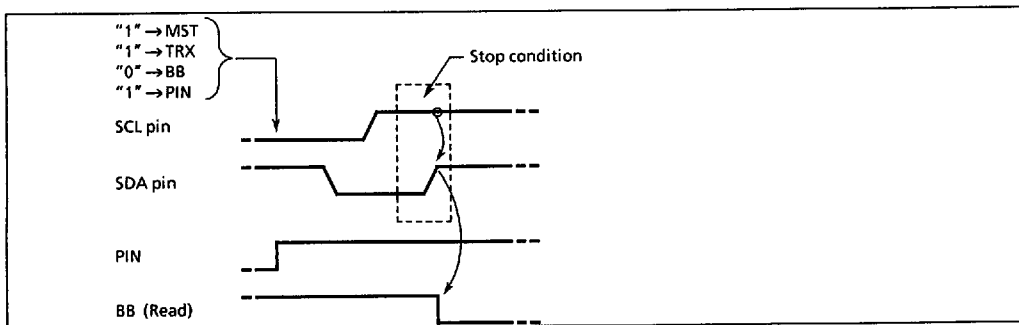 "1"→MST
"1"→TRX
"0"→BB
"1"→PIN
Stop condition
SCL pin
SDA pin
PIN
BB (Read)